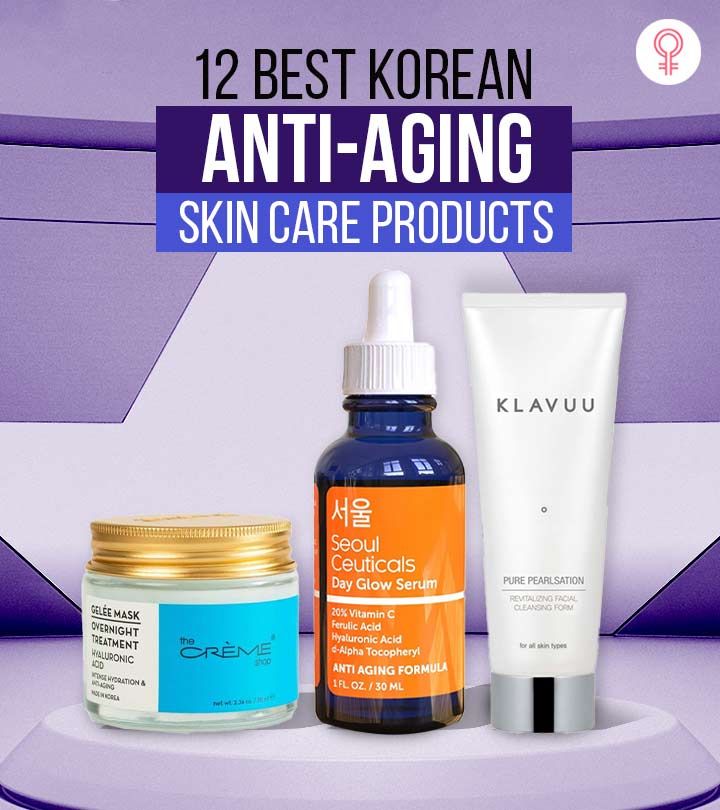 12 BEST KOREAN
ANTI-AGING
SKIN CARE PRODUCTS
GELÉE MASK
OVERNIGHT
TREATMENT
HYALURONIC
ACID
INTENSE HYDRATION &
ANTI-AGING
MADE IN KOREA
the
CRÈME®
shop
net wt.
서울
Seoul
Ceuticals
Day Glow Serum
20% Vitamin C
Ferulic Acid
Hyaluronic Acid
d-Alpha Tocopheryl
ANTI AGING FORMULA
1 FL. OZ. / 30 ML
KLAVUU
PURE PEARLSATION
REVITALIZING FACIAL
CLEANSING FORM
for all skin types